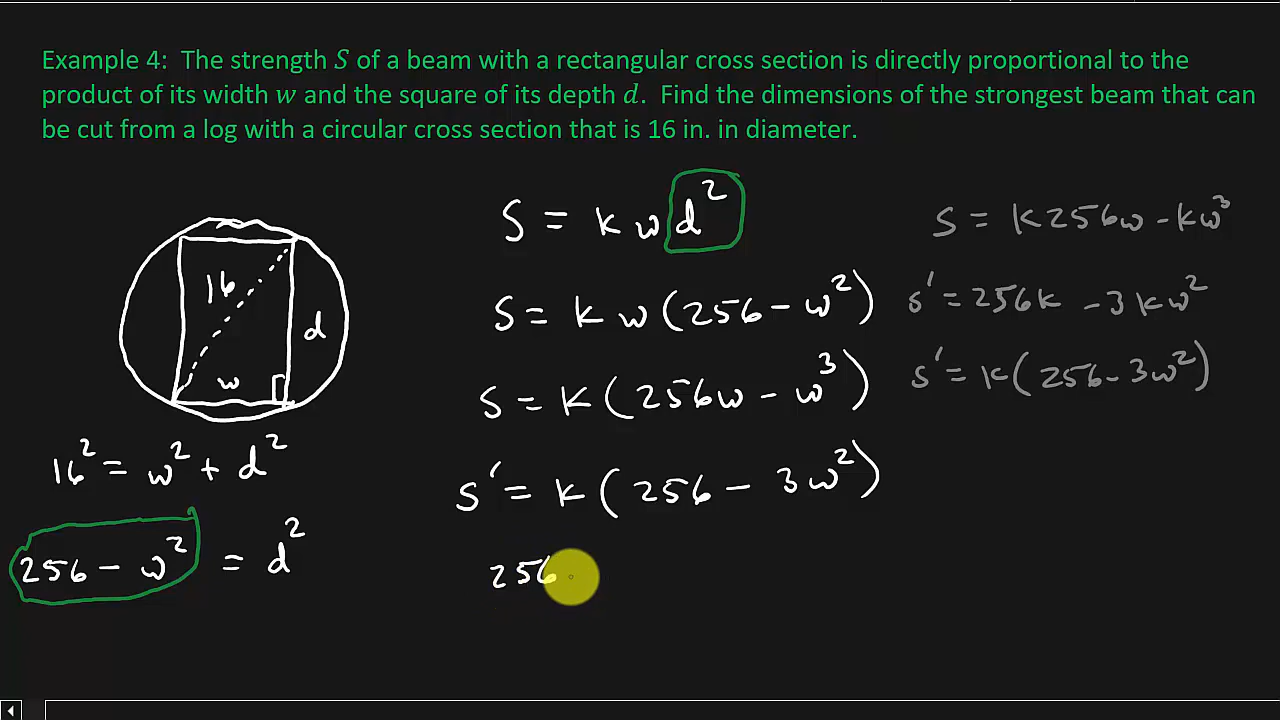 Example 4: The strength S of a beam with a rectangular cross section is directly proportional to the
product of its width w and the square of its depth d. Find the dimensions of the strongest beam that can
be cut from a log with a circular cross section that is 16 in. in diameter.
16
d
w
16² = w² + d²
256 - w² = d²
S = k w d²
S = k w (256 - w²)
S = k (256w - w³)
S' = k (256 - 3w²)
256
S = k256w - kw³
S' = 256k - 3kw²
S' = k(256 - 3w²)